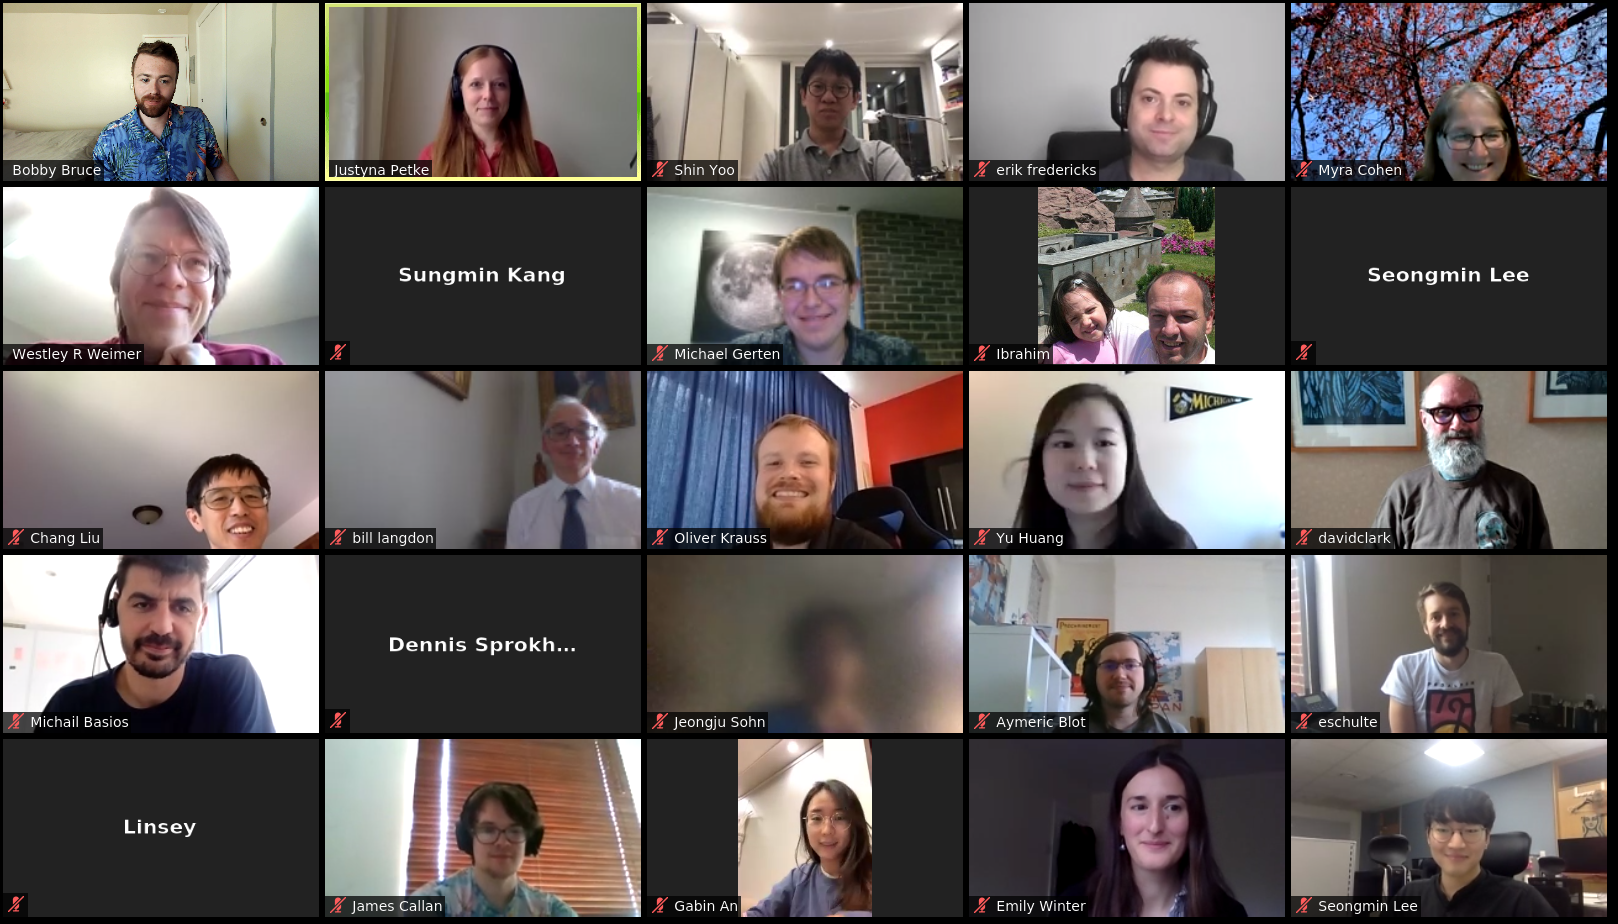 Bobby Bruce
Justyna Petke
Shin Yoo
erik fredericks
Myra Cohen
Westley R Weimer
Sungmin Kang
Michael Gerten
Ibrahim
Seongmin Lee
Chang Liu
bill langdon
Oliver Krauss
MICHIG
Yu Huang
davidclark
Michail Basios
Dennis Sprokh...
Jeongju Sohn
Aymeric Blot
eschulte
Linsey
James Callan
Gabin An
Emily Winter
Seongmin Lee